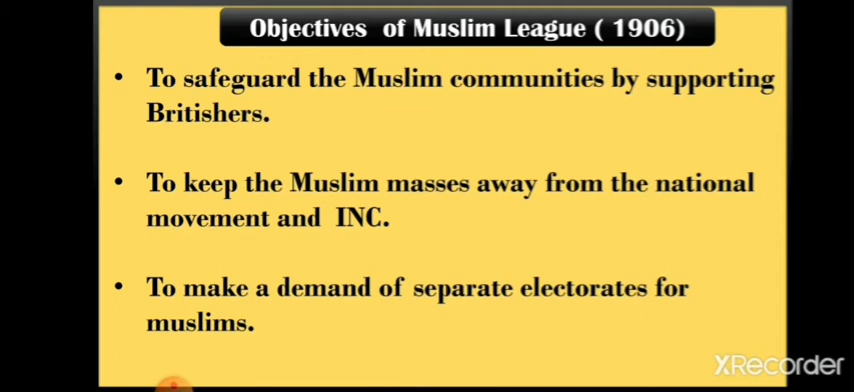 Objectives of Muslim League ( 1906)
• To safeguard the Muslim communities by supporting
Britishers.
• To keep the Muslim masses away from the national
movement and INC.
• To make a demand of separate electorates for
muslims.
XRecorder